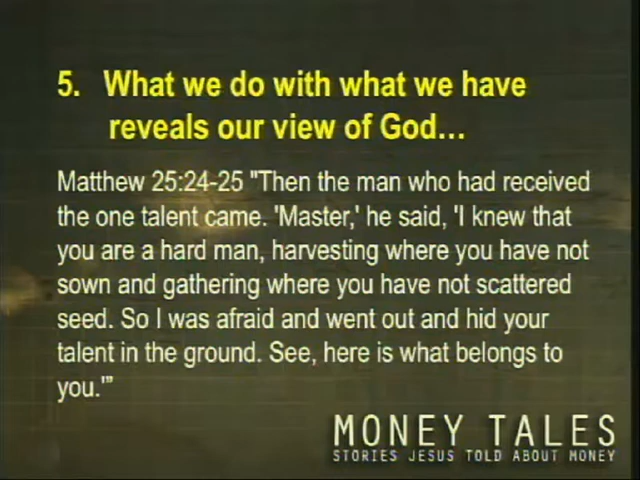 5. What we do with what we have
reveals our view of God...
Matthew 25:24-25 "Then the man who had received
the one talent came. 'Master,' he said, 'I knew that
you are a hard man, harvesting where you have not
sown and gathering where you have not scattered
seed. So I was afraid and went out and hid your
talent in the ground. See, here is what belongs to
you.'"
MONEY TALES
STORIES JESUS TOLD ABOUT MONEY